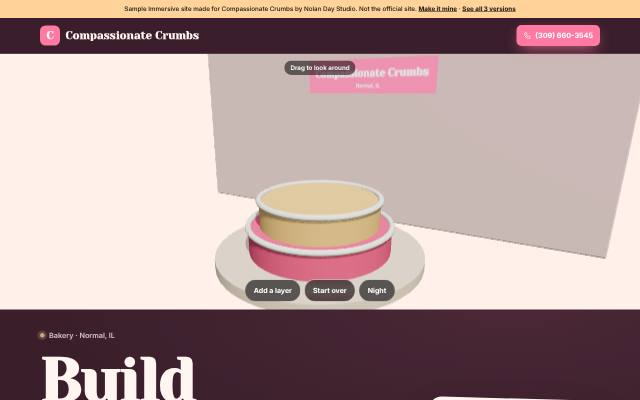 Sample Immersive site made for Compassionate Crumbs by Nolan Day Studio. Not the official site. Make it mine · See all 3 versions
C Compassionate Crumbs
(309) 660-3545
Drag to look around
Compassionate Crumbs
Normal, IL
Add a layer
Start over
Night
Bakery · Normal, IL
Build